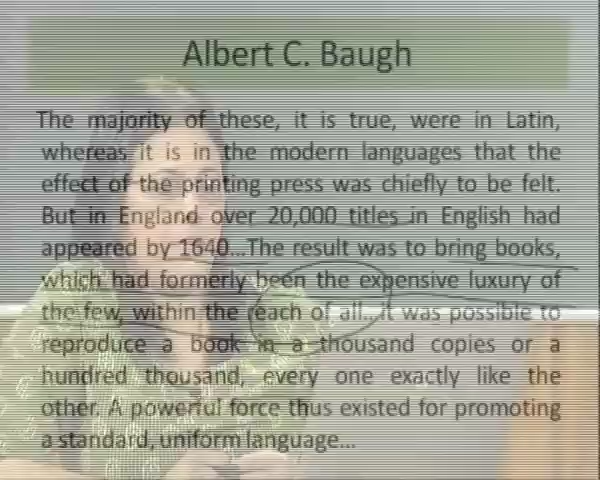 Albert C. Baugh
The majority of these, it is true, were in Latin,
whereas it is in the modern languages that the
effect of the printing press was chiefly to be felt.
But in England over 20,000 titles in English had
appeared by 1640...The result was to bring books,
which had formerly been the expensive luxury of
the few, within the reach of all...it was possible to
reproduce a book in a thousand copies or a
hundred thousand, every one exactly like the
other. A powerful force thus existed for promoting
a standard, uniform language...